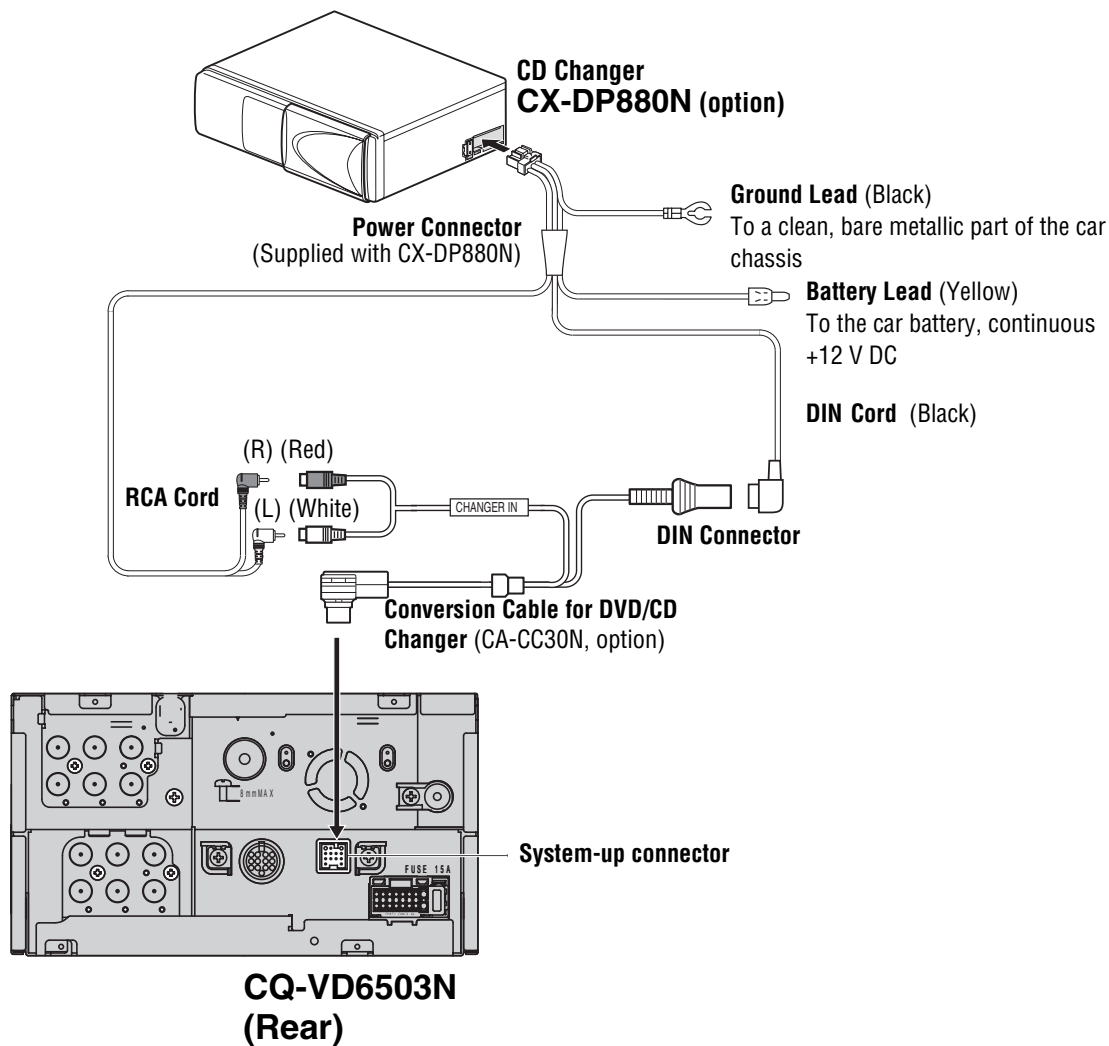 CD Changer
CX-DP880N (option)
Ground Lead (Black)
To a clean, bare metallic part of the car
chassis
Power Connector
(Supplied with CX-DP880N)
Battery Lead (Yellow)
To the car battery, continuous
+12 V DC
DIN Cord (Black)
(R) (Red)
RCA Cord
(L) (White)
CHANGER IN
DIN Connector
Conversion Cable for DVD/CD
Changer (CA-CC30N, option)
8mmMAX
System-up connector
FUSE 15A
CQ-VD6503N
(Rear)